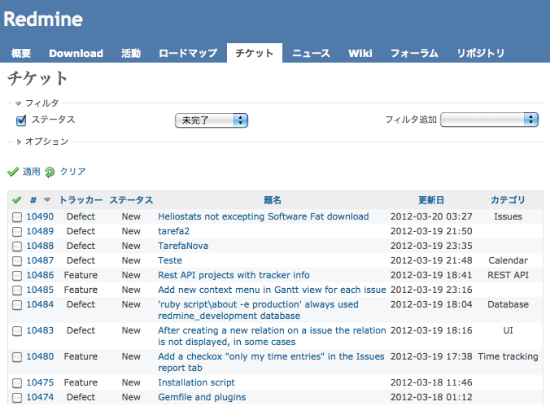 Redmine
概要 Download 活動 ロードマップ チケット ニュース Wiki フォーラム リポジトリ
チケット
フィルタ
ステータス 未完了 フィルタ追加
オプション
適用 クリア
# トラッカー ステータス 題名 更新日 カテゴリ
10490 Defect New Heliostats not excepting Software Fat download 2012-03-20 03:27 Issues
10489 Defect New tarefa2 2012-03-19 21:50
10488 Defect New TarefaNova 2012-03-19 23:35
10487 Defect New Teste 2012-03-19 21:48 Calendar
10486 Feature New Rest API projects with tracker info 2012-03-19 18:41 REST API
10485 Feature New Add new context menu in Gantt view for each issue 2012-03-19 23:16
10484 Defect New 'ruby script\about -e production' always used 2012-03-19 18:04 Database
redmine_development database
10483 Defect New After creating a new relation on a issue the relation 2012-03-19 18:16 UI
is not displayed, in some cases
10480 Feature New Add a checkox "only my time entries" in the Issues 2012-03-19 17:38 Time tracking
report tab
10475 Feature New Installation script 2012-03-18 11:46
10474 Defect New Gemfile and plugins 2012-03-18 01:12